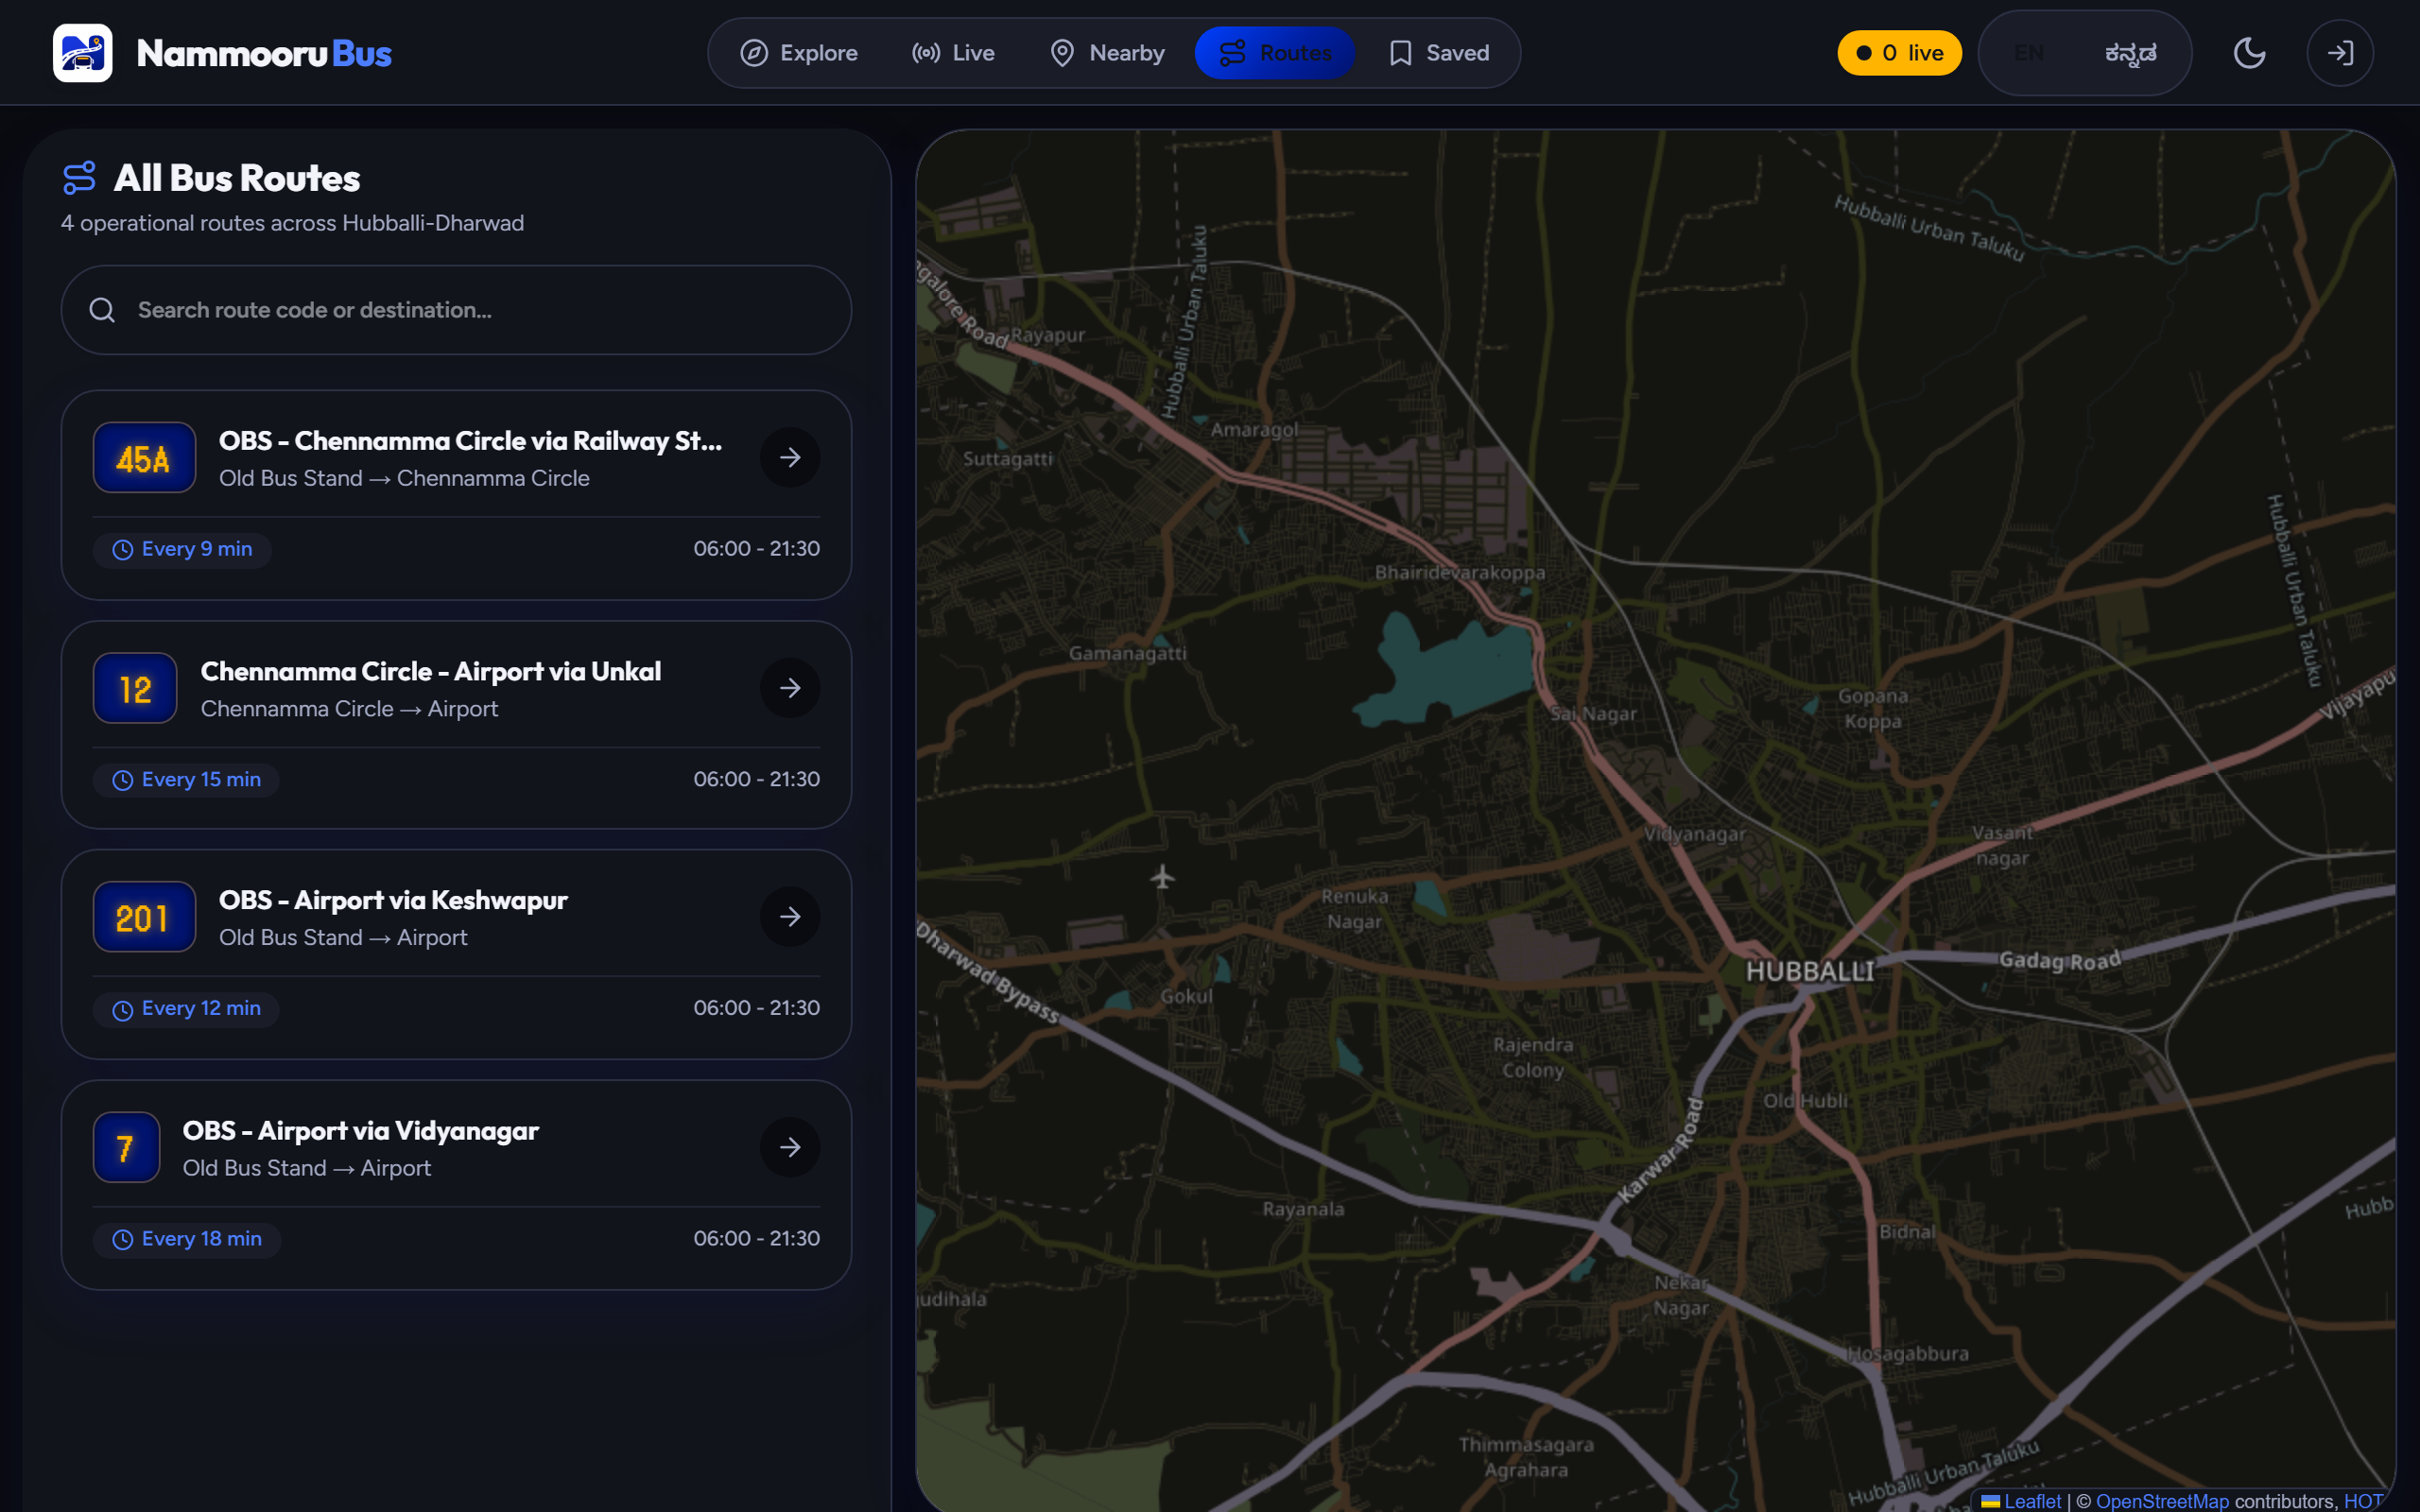 Nammooru Bus
Explore
Live
Nearby
Routes
Saved
0 live
EN
ಕನ್ನಡ
All Bus Routes
4 operational routes across Hubballi-Dharwad
Search route code or destination...
45A
OBS - Chennamma Circle via Railway St...
Old Bus Stand → Chennamma Circle
Every 9 min
06:00 - 21:30
12
Chennamma Circle - Airport via Unkal
Chennamma Circle → Airport
Every 15 min
06:00 - 21:30
201
OBS - Airport via Keshwapur
Old Bus Stand → Airport
Every 12 min
06:00 - 21:30
7
OBS - Airport via Vidyanagar
Old Bus Stand → Airport
Every 18 min
06:00 - 21:30
Hubballi Urban Taluku
Hubballi Urban Taluku
galore Road
Rayapur
Amaragol
Suttagatti
Hubballi Urban Taluku
Bhairidevarakoppa
Gamanagatti
Sai Nagar
Gopana
Koppa
Vijayapu
Vidyanagar
Vasant
nagar
Renuka
Nagar
Dharwad Bypass
HUBBALLI
Gadag Road
Gokul
Rajendra
Colony
Old Hubli
Karwar Road
Rayanala
Hubb
Bidnal
Nekar
Nagar
udihala
Hosagabbura
Thimmasagara
Agrahara
Hubballi Urban Taluku
Leaflet | © OpenStreetMap contributors, HOT